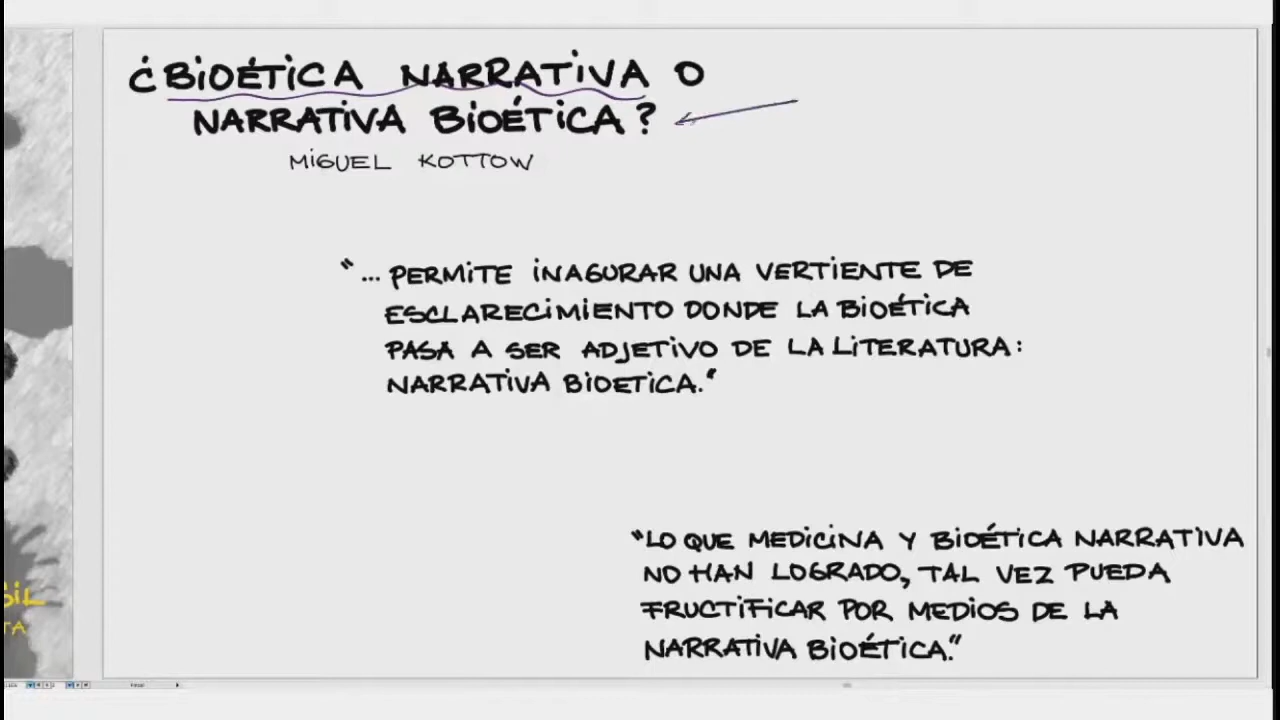 ¿BIOÉTICA NARRATIVA O
NARRATIVA BIOÉTICA?
MIGUEL KOTTOW
"... PERMITE INAGURAR UNA VERTIENTE DE
ESCLARECIMIENTO DONDE LA BIOÉTICA
PASA A SER ADJETIVO DE LA LITERATURA:
NARRATIVA BIOETICA."
"LO QUE MEDICINA Y BIOÉTICA NARRATIVA
NO HAN LOGRADO, TAL VEZ PUEDA
FRUCTIFICAR POR MEDIOS DE LA
NARRATIVA BIOÉTICA."